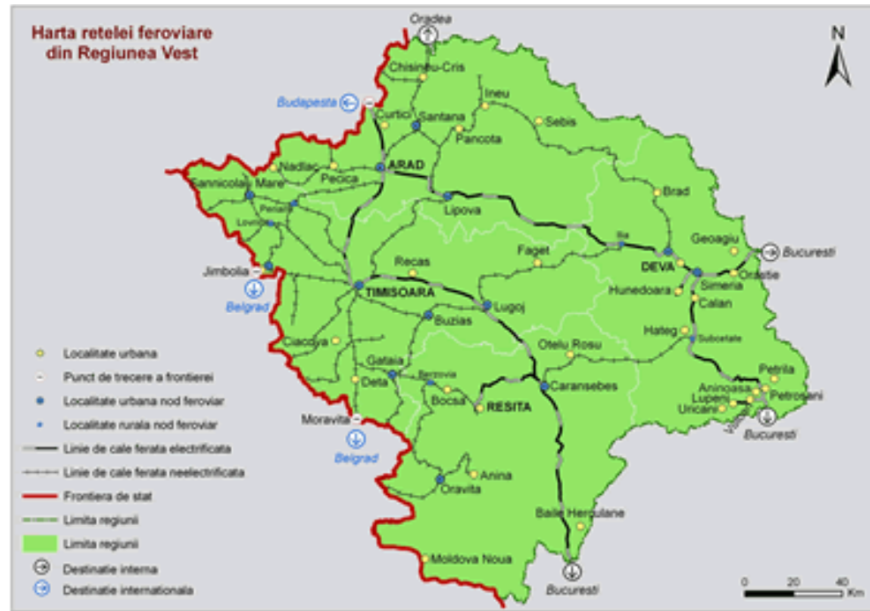 Harta retelei feroviare
din Regiunea Vest
N
Oradea
Chisineu-Cris
Budapesta
Ineu
Sebis
Curtici
Santana
Pancota
Nadlac
Pecica
ARAD
Sannicolau Mare
Periam
Lovrin
Lipova
Brad
Ilia
Geoagiu
Faget
DEVA
Bucuresti
Jimbolia
Recas
Orastie
Belgrad
TIMISOARA
Hunedoara
Simeria
Calan
Lugoj
Buzias
Hateg
Subcetate
Ciacova
Otelu Rosu
Gataia
Berzovia
Petrila
Deta
Caransebes
Aninoasa
Bocsa
Lupeni
Petrosani
RESITA
Uricani
Moravita
Bucuresti
Belgrad
Anina
Oravita
Baile Herculane
Moldova Noua
Bucuresti
Localitate urbana
Punct de trecere a frontierei
Localitate urbana nod feroviar
Localitate rurala nod feroviar
Linie de cale ferata electrificata
Linie de cale ferata neelectrificata
Frontiera de stat
Limita regiunii
Limita regiunii
Destinatie interna
Destinatie internationala
0 20 40
Km